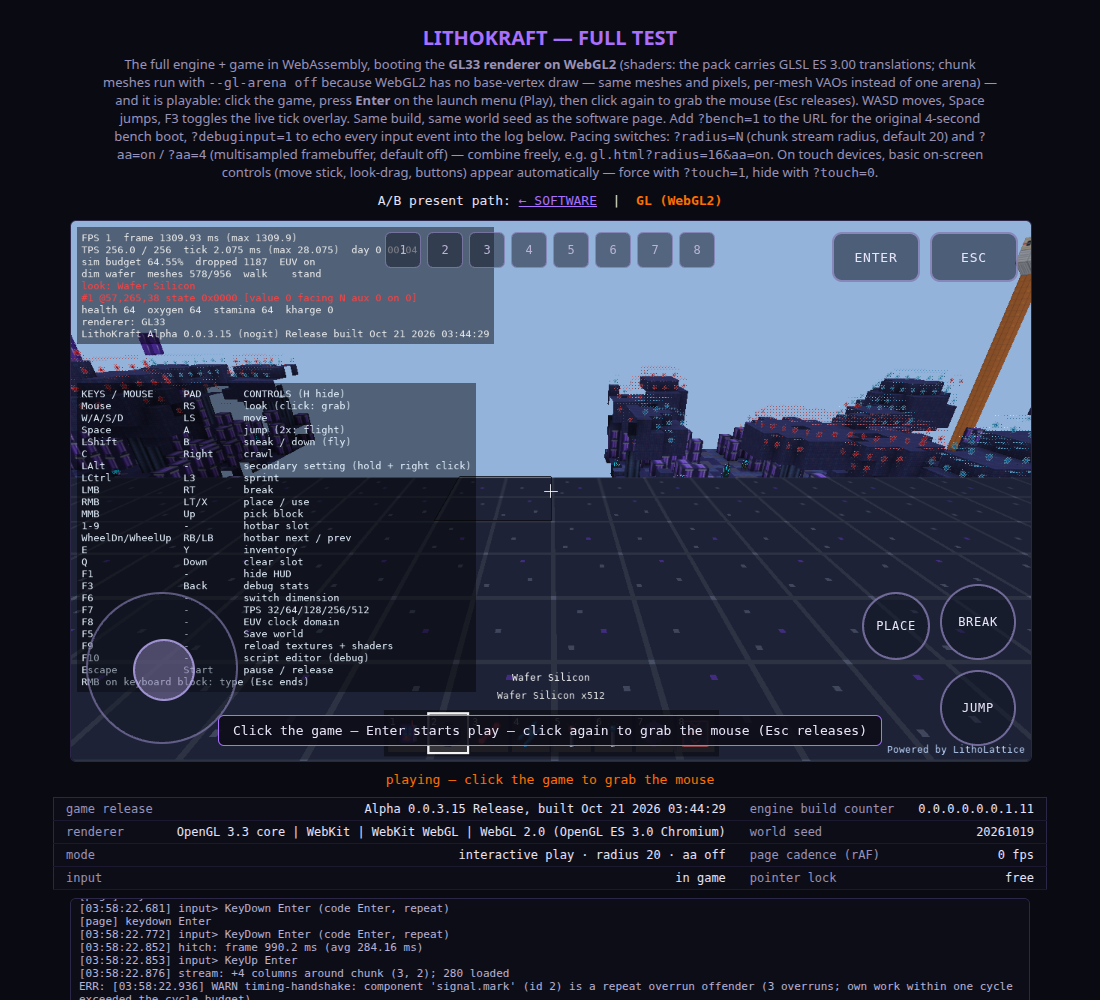 LITHOKRAFT — FULL TEST
The full engine + game in WebAssembly, booting the GL33 renderer on WebGL2 (shaders: the pack carries GLSL ES 3.00 translations; chunk
meshes run with --gl-arena off because WebGL2 has no base-vertex draw — same meshes and pixels, per-mesh VAOs instead of one arena) —
and it is playable: click the game, press Enter on the launch menu (Play), then click again to grab the mouse (Esc releases). WASD moves, Space
jumps, F3 toggles the live tick overlay. Same build, same world seed as the software page. Add ?bench=1 to the URL for the original 4-second
bench boot, ?debuginput=1 to echo every input event into the log below. Pacing switches: ?radius=N (chunk stream radius, default 20) and ?
aa=on / ?aa=4 (multisampled framebuffer, default off) — combine freely, e.g. gl.html?radius=16&aa=on. On touch devices, basic on-screen
controls (move stick, look-drag, buttons) appear automatically — force with ?touch=1, hide with ?touch=0.
A/B present path: ← SOFTWARE | GL (WebGL2)
FPS 1 frame 1309.93 ms (max 1309.9)
TPS 256.0 / 256 tick 2.075 ms (max 28.075) day 0 00:04
sim budget 64.55% dropped 1187 EUV on
dim wafer meshes 578/956 walk stand
look: Wafer Silicon
#1 @57,265,38 state 0x0000 [value 0 facing N aux 0 on 0]
health 64 oxygen 64 stamina 64 kharge 0
renderer: GL33
LithoKraft Alpha 0.0.3.15 (nogit) Release built Oct 21 2026 03:44:29
1 2 3 4 5 6 7 8
ENTER ESC
KEYS / MOUSE PAD CONTROLS (H hide)
Mouse RS look (click: grab)
W/A/S/D LS move
Space A jump (2x: flight)
LShift B sneak / down (fly)
C Right crawl
LAlt - secondary setting (hold + right click)
LCtrl L3 sprint
LMB RT break
RMB LT/X place / use
MMB Up pick block
1-9 - hotbar slot
WheelDn/WheelUp RB/LB hotbar next / prev
E Y inventory
Q Down clear slot
F1 - hide HUD
F3 Back debug stats
F6 - switch dimension
F7 - TPS 32/64/128/256/512
F8 - EUV clock domain
F5 - Save world
F9 - reload textures + shaders
F10 - script editor (debug)
Escape Start pause / release
RMB on keyboard block: type (Esc ends)
PLACE
BREAK
JUMP
Wafer Silicon
Wafer Silicon x512
Click the game — Enter starts play — click again to grab the mouse (Esc releases)
Powered by LithoLattice
playing — click the game to grab the mouse
game release Alpha 0.0.3.15 Release, built Oct 21 2026 03:44:29 engine build counter 0.0.0.0.0.0.1.11
renderer OpenGL 3.3 core | WebKit | WebKit WebGL | WebGL 2.0 (OpenGL ES 3.0 Chromium) world seed 20261019
mode interactive play · radius 20 · aa off page cadence (rAF) 0 fps
input in game pointer lock free
[03:58:22.681] input> KeyDown Enter (code Enter, repeat)
[page] keydown Enter
[03:58:22.772] input> KeyDown Enter (code Enter, repeat)
[03:58:22.852] hitch: frame 990.2 ms (avg 284.16 ms)
[03:58:22.853] input> KeyUp Enter
[03:58:22.876] stream: +4 columns around chunk (3, 2); 280 loaded
ERR: [03:58:22.936] WARN timing-handshake: component 'signal.mark' (id 2) is a repeat overrun offender (3 overruns; own work within one cycle
exceeded the cycle budget)